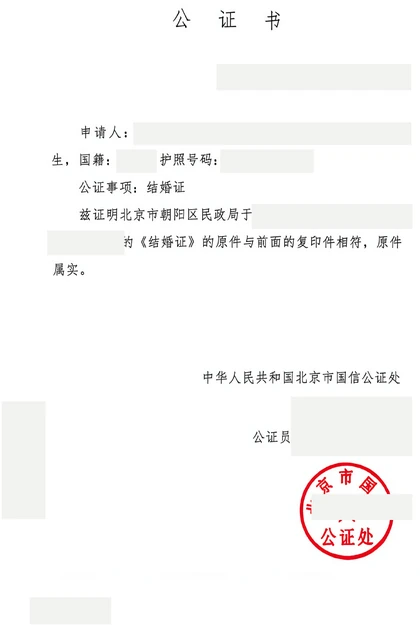 公 证 书
申请人：
生，国籍：护照号码：
公证事项：结婚证
兹证明北京市朝阳区民政局于
的《结婚证》的原件与前面的复印件相符，原件
属实。
中华人民共和国北京市国信公证处
公证员
京市国
公证处